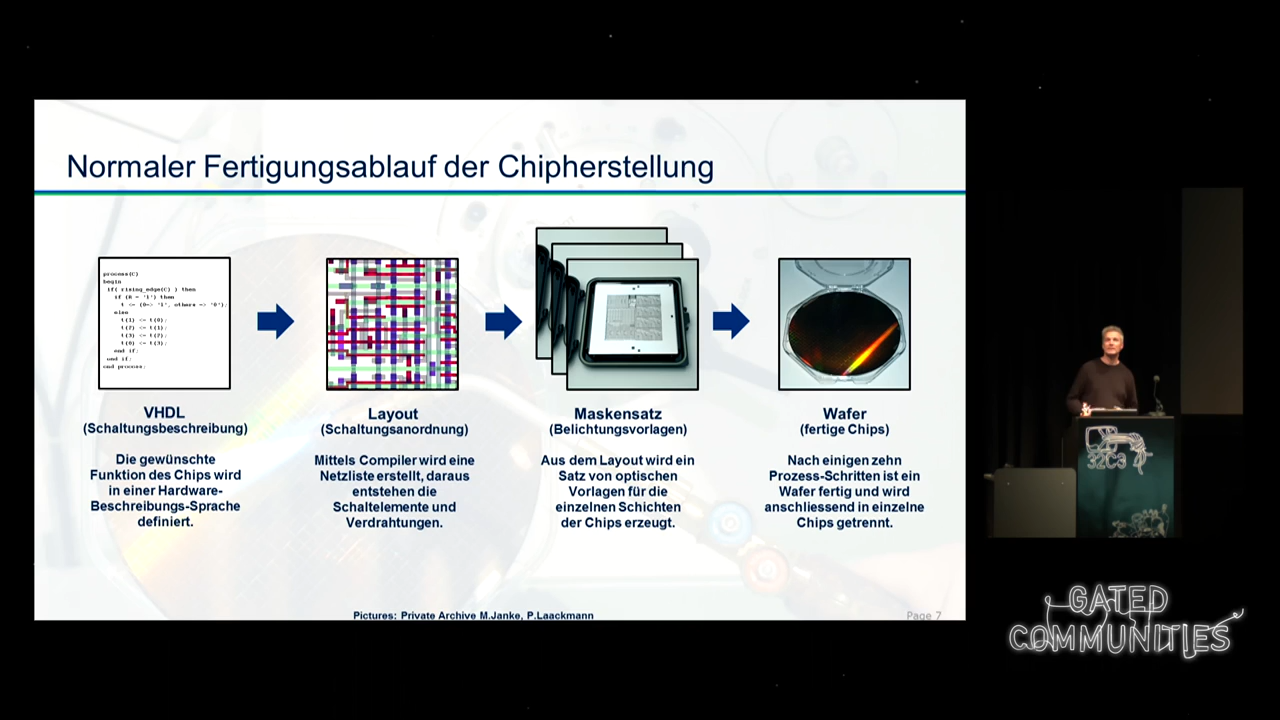 Normaler Fertigungsablauf der Chipherstellung
process(C)
begin
if( rising_edge(C) ) then
if (R = '1') then
t <= (0=> '1', others => '0');
else
t(1) <= t(0);
t(2) <= t(1);
t(3) <= t(2);
t(0) <= t(3);
end if;
end if;
end process;
VHDL
(Schaltungsbeschreibung)
Die gewünschte
Funktion des Chips wird
in einer Hardware-
Beschreibungs-Sprache
definiert.
Layout
(Schaltungsanordnung)
Mittels Compiler wird eine
Netzliste erstellt, daraus
entstehen die
Schaltelemente und
Verdrahtungen.
Maskensatz
(Belichtungsvorlagen)
Aus dem Layout wird ein
Satz von optischen
Vorlagen für die
einzelnen Schichten
der Chips erzeugt.
Wafer
(fertige Chips)
Nach einigen zehn
Prozess-Schritten ist ein
Wafer fertig und wird
anschliessend in einzelne
Chips getrennt.
Pictures: Private Archive M.Janke, P.Laackmann
Page 7
32C3
GATED
COMMUNITIES